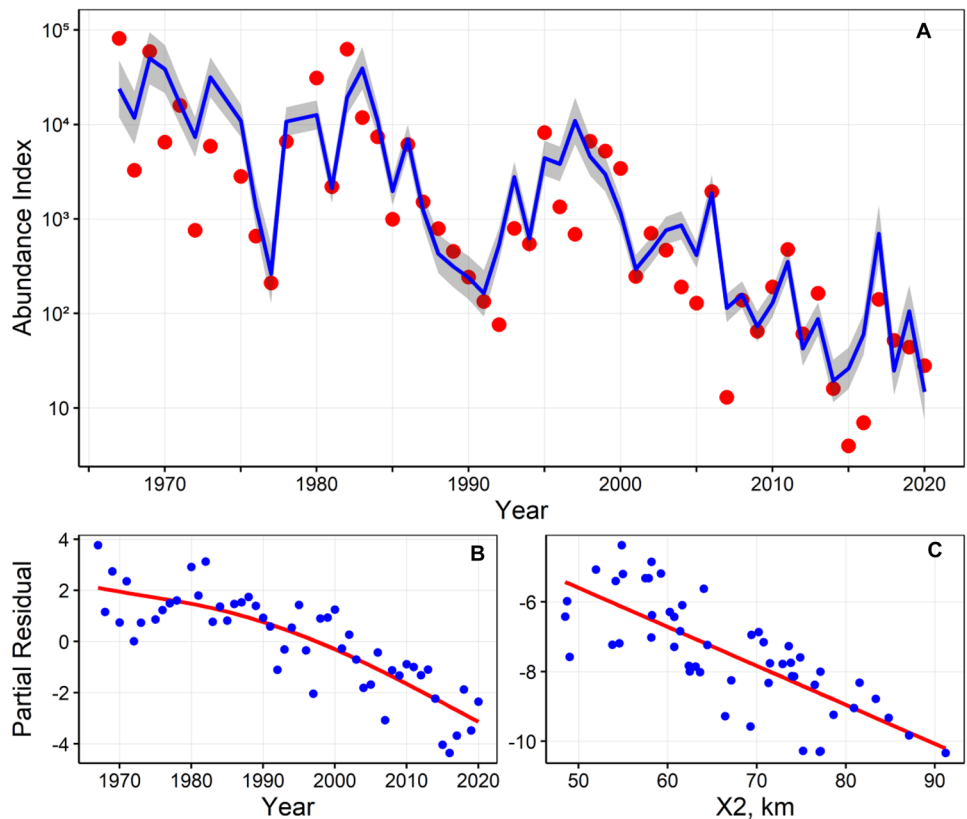 A
10⁵
10⁴
10³
10²
10
Abundance Index
1970 1980 1990 2000 2010 2020
Year
B
4
2
0
-2
-4
Partial Residual
1970 1980 1990 2000 2010 2020
Year
C
-6
-8
-10
50 60 70 80 90
X2, km